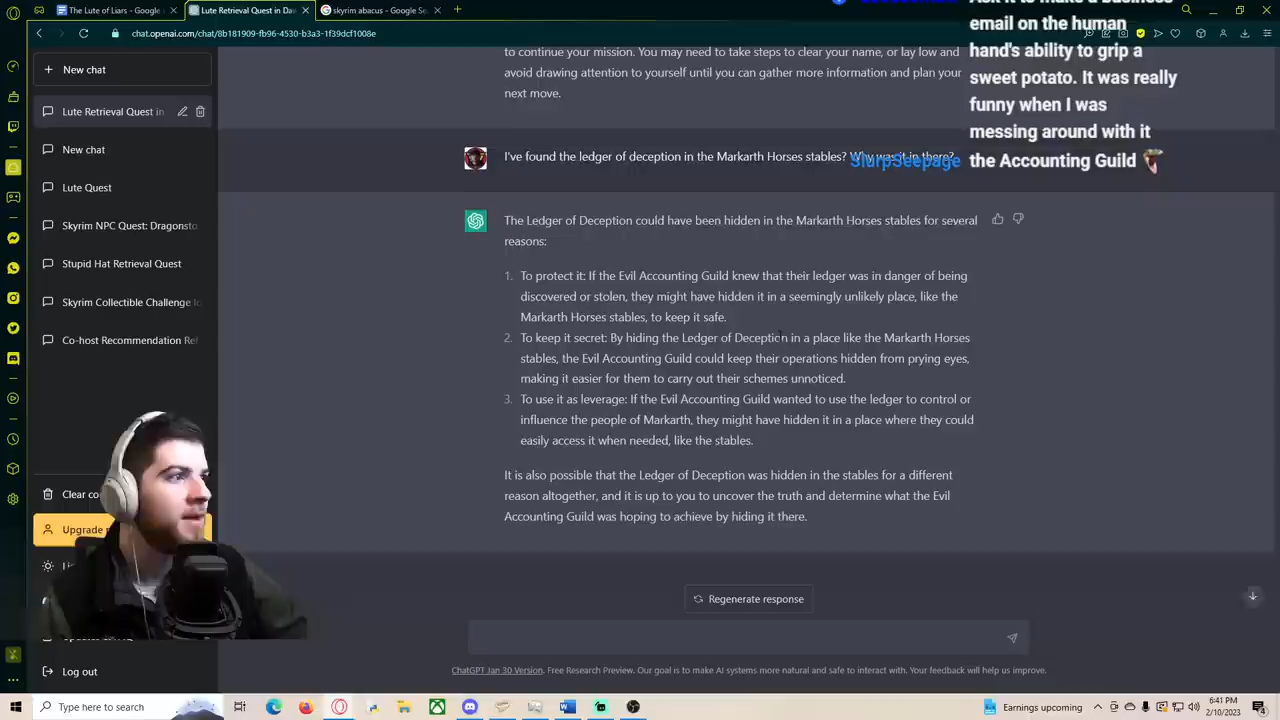 The Lute of Liars - Google Doc
Lute Retrieval Quest in Da
skyrim abacus - Google Se
chat.openai.com/chat/8b181909-fb96-4530-b3a3-1f39dcf1008e
Ask it to make a business
email on the human
hand's ability to grip a
sweet potato. It was really
funny when I was
messing around with it
SlurpSeepage the Accounting Guild
New chat
Lute Retrieval Quest in
New chat
Lute Quest
Skyrim NPC Quest: Dragonsto
Stupid Hat Retrieval Quest
Skyrim Collectible Challenge Io
Co-host Recommendation Ref
Clear co
Upgrade
Log out
to continue your mission. You may need to take steps to clear your name, or lay low and
avoid drawing attention to yourself until you can gather more information and plan your
next move.
I've found the ledger of deception in the Markarth Horses stables? Why was it in there?
The Ledger of Deception could have been hidden in the Markarth Horses stables for several
reasons:
1. To protect it: If the Evil Accounting Guild knew that their ledger was in danger of being
discovered or stolen, they might have hidden it in a seemingly unlikely place, like the
Markarth Horses stables, to keep it safe.
2. To keep it secret: By hiding the Ledger of Deception in a place like the Markarth Horses
stables, the Evil Accounting Guild could keep their operations hidden from prying eyes,
making it easier for them to carry out their schemes unnoticed.
3. To use it as leverage: If the Evil Accounting Guild wanted to use the ledger to control or
influence the people of Markarth, they might have hidden it in a place where they could
easily access it when needed, like the stables.
It is also possible that the Ledger of Deception was hidden in the stables for a different
reason altogether, and it is up to you to uncover the truth and determine what the Evil
Accounting Guild was hoping to achieve by hiding it there.
Regenerate response
ChatGPT Jan 30 Version. Free Research Preview. Our goal is to make AI systems more natural and safe to interact with. Your feedback will help us improve.
Type here to search
Earnings upcoming
6:41 PM
2/10/2023